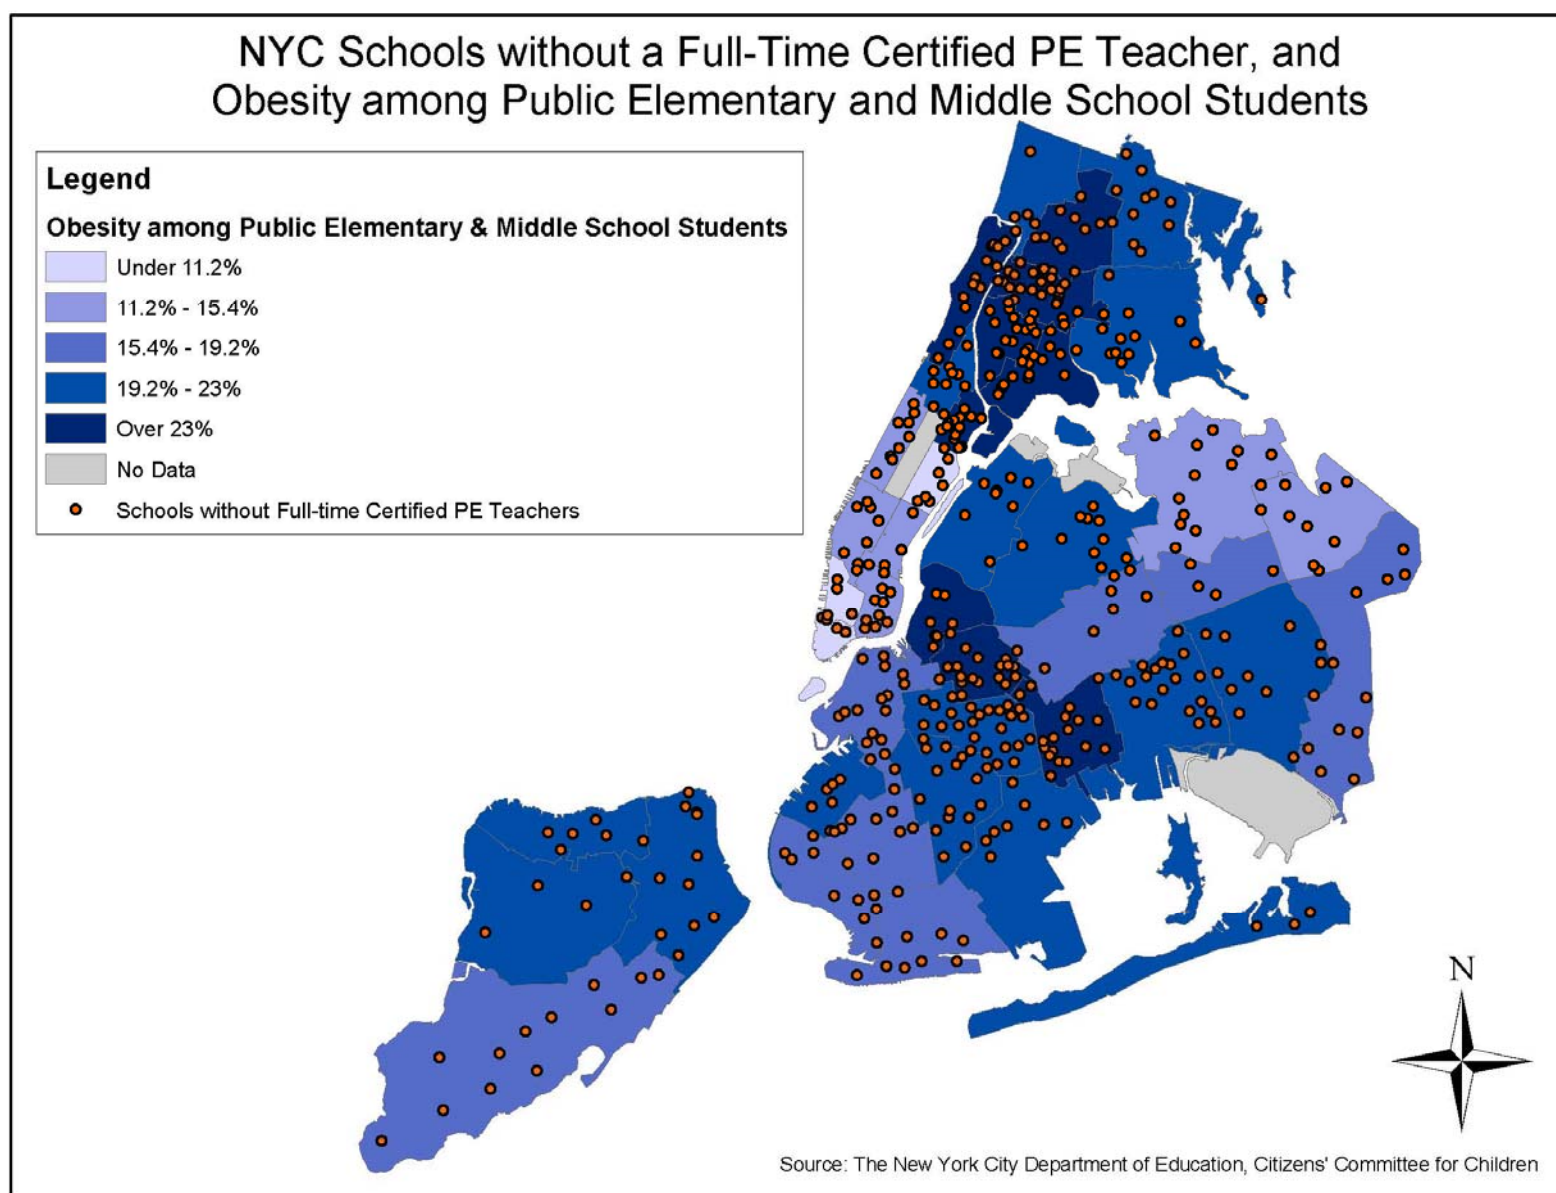 NYC Schools without a Full-Time Certified PE Teacher, and
Obesity among Public Elementary and Middle School Students
Legend
Obesity among Public Elementary & Middle School Students
Under 11.2%
11.2% - 15.4%
15.4% - 19.2%
19.2% - 23%
Over 23%
No Data
Schools without Full-time Certified PE Teachers
N
Source: The New York City Department of Education, Citizens' Committee for Children